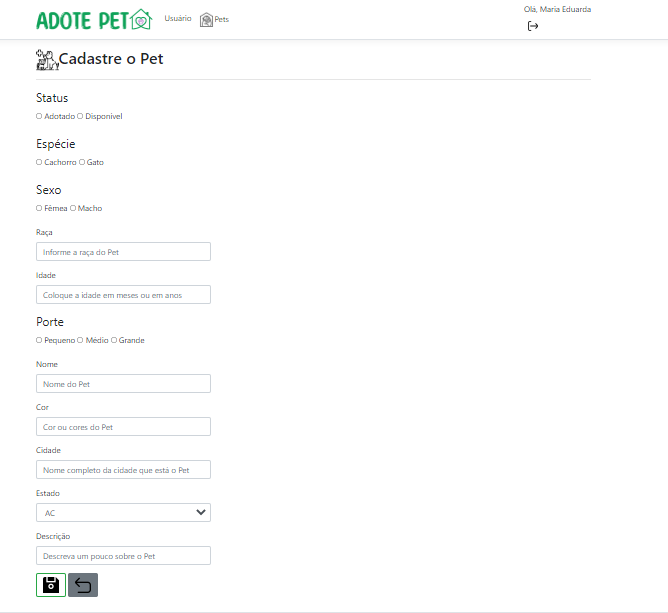 ADOTE PET
Usuário Pets
Olá, Maria Eduarda
Cadastre o Pet
Status
Adotado Disponível
Espécie
Cachorro Gato
Sexo
Fêmea Macho
Raça
Informe a raça do Pet
Idade
Coloque a idade em meses ou em anos
Porte
Pequeno Médio Grande
Nome
Nome do Pet
Cor
Cor ou cores do Pet
Cidade
Nome completo da cidade que está o Pet
Estado
AC
Descrição
Descreva um pouco sobre o Pet